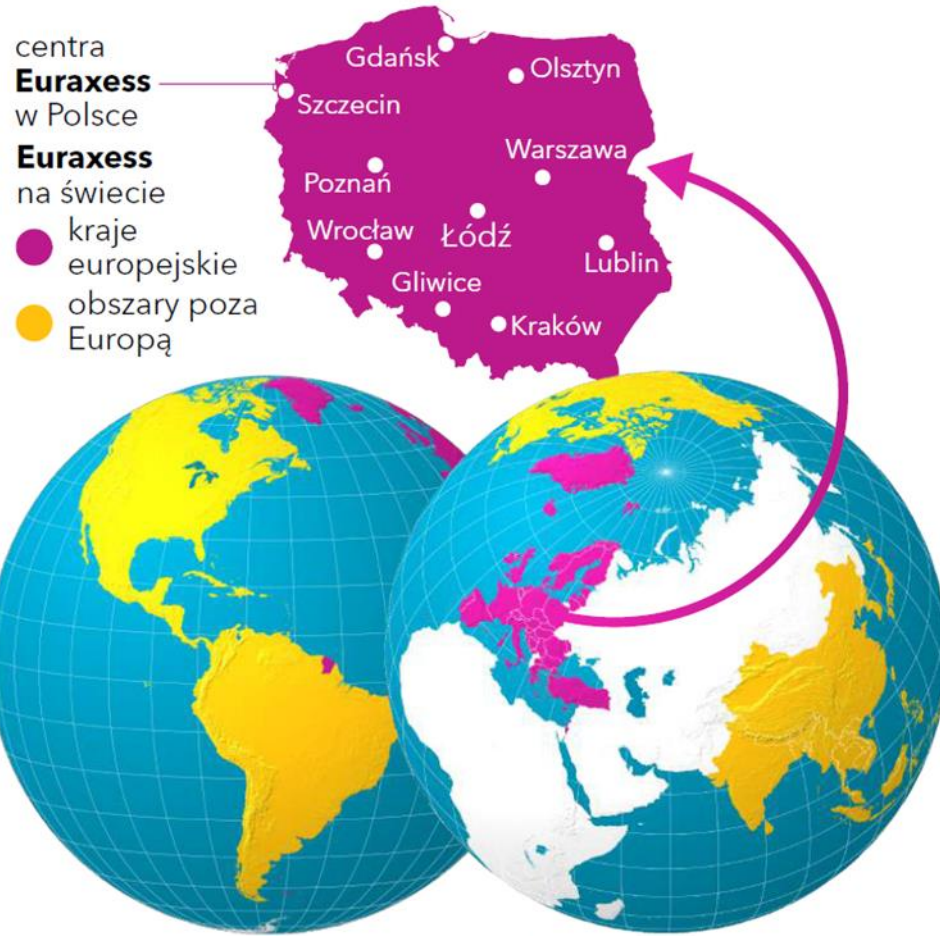 centra
Euraxess
w Polsce
Euraxess
na świecie
kraje
europejskie
obszary poza
Europą
Gdańsk
Olsztyn
Szczecin
Warszawa
Poznań
Wrocław
Łódź
Lublin
Gliwice
Kraków